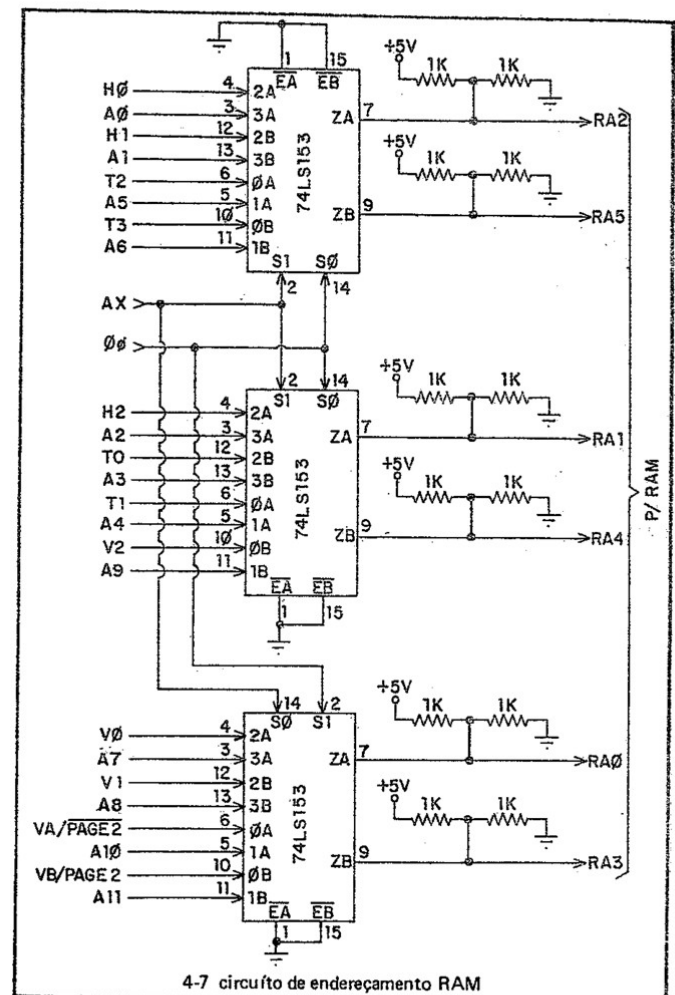 +5V
1K 1K
1 15
EA EB
HØ 4 2A
AØ 3 3A
H1 12 2B
A1 13 3B
T2 6 ØA
A5 5 1A
T3 10 ØB
A6 11 1B
74LS153
ZA 7
RA2
+5V
1K 1K
ZB 9
RA5
S1 SØ
2 14
AX
Øø
2 14
S1 SØ
H2 4 2A
A2 3 3A
T0 12 2B
A3 13 3B
T1 6 ØA
A4 5 1A
V2 10 ØB
A9 11 1B
74LS153
+5V
1K 1K
ZA 7
RA1
+5V
1K 1K
ZB 9
RA4
EA EB
1 15
P/ RAM
14 2
SØ S1
VØ 4 2A
A7 3 3A
V1 12 2B
A8 13 3B
VA/PAGE2 6 ØA
A1Ø 5 1A
VB/PAGE2 10 ØB
A11 11 1B
74LS153
+5V
1K 1K
ZA 7
RAØ
+5V
1K 1K
ZB 9
RA3
EA EB
1 15
4-7 circuíto de endereçamento RAM